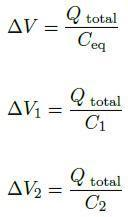 ΔV = Q total / C eq
ΔV₁ = Q total / C₁
ΔV₂ = Q total / C₂